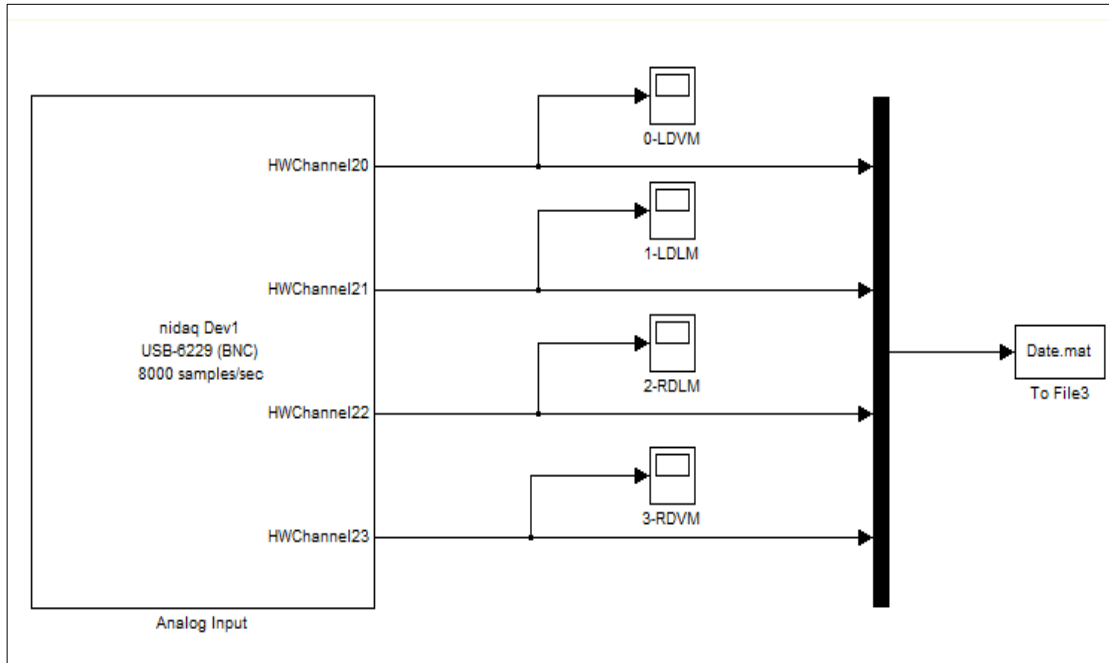 0-LDVM
HWChannel20
1-LDLM
HWChannel21
nidaq Dev1
USB-6229 (BNC)
8000 samples/sec
2-RDLM
Date.mat
To File3
HWChannel22
3-RDVM
HWChannel23
Analog Input